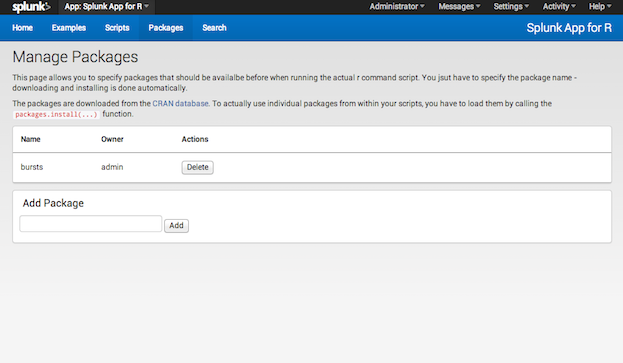 splunk> App: Splunk App for R Administrator Messages Settings Activity Help
Home Examples Scripts Packages Search Splunk App for R
Manage Packages
This page allows you to specify packages that should be availalbe before when running the actual r command script. You jsut have to specify the package name -
downloading and installing is done automatically.
The packages are downloaded from the CRAN database. To actually use individual packages from within your scripts, you have to load them by calling the
packages.install(...) function.
Name Owner Actions
bursts admin Delete
Add Package
Add